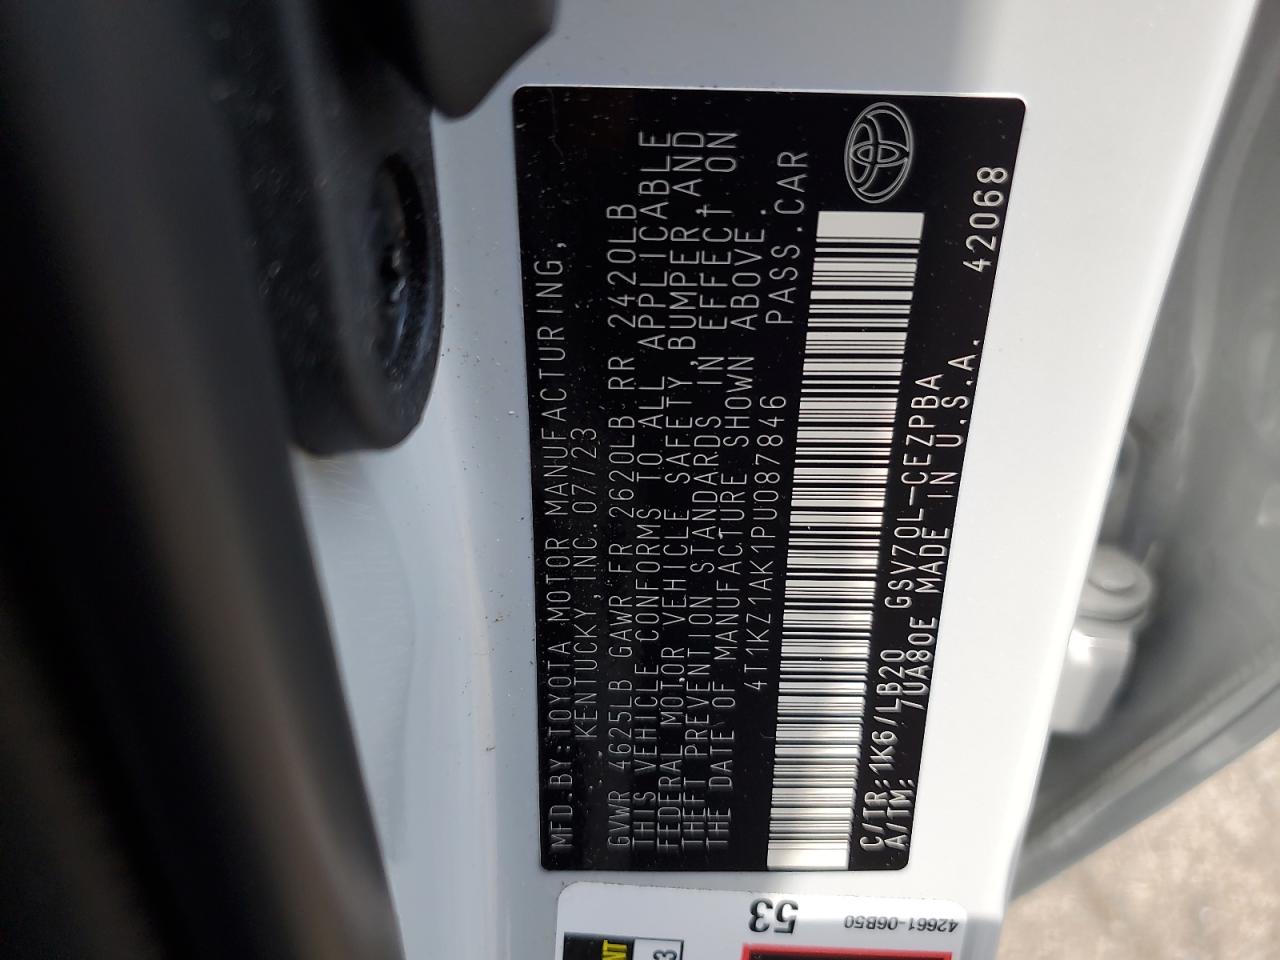 MFD.BY:TOYOTA MOTOR MANUFACTURING,
KENTUCKY,INC.07/23
GVWR 4625LB GAWR FR 2620LB RR 2420LB
THIS VEHICLE CONFORMS TO ALL APPLICABLE
FEDERAL MOTOR VEHICLE SAFETY,BUMPER,AND
THEFT PREVENTION STANDARDS IN EFFECT ON
THE DATE OF MANUFACTURE SHOWN ABOVE.
4T1KZ1AK1PU087846 PASS.CAR
C/TR:1K6/LB20 GSV70L-CEZPBA
A/TM: /UA80E MADE IN U.S.A. 42068
53
42661-06B50
3